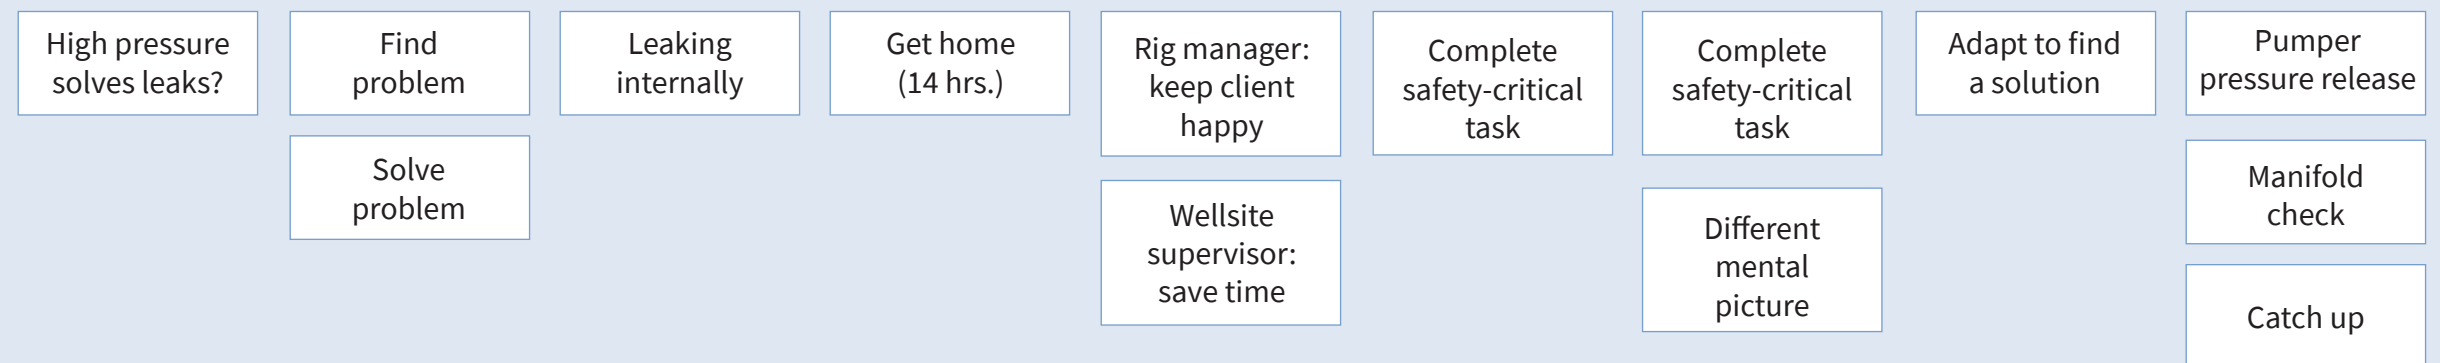 High pressure
solves leaks?
Find
problem
Solve
problem
Leaking
internally
Get home
(14 hrs.)
Rig manager:
keep client
happy
Wellsite
supervisor:
save time
Complete
safety-critical
task
Complete
safety-critical
task
Different
mental
picture
Adapt to find
a solution
Pumper
pressure release
Manifold
check
Catch up